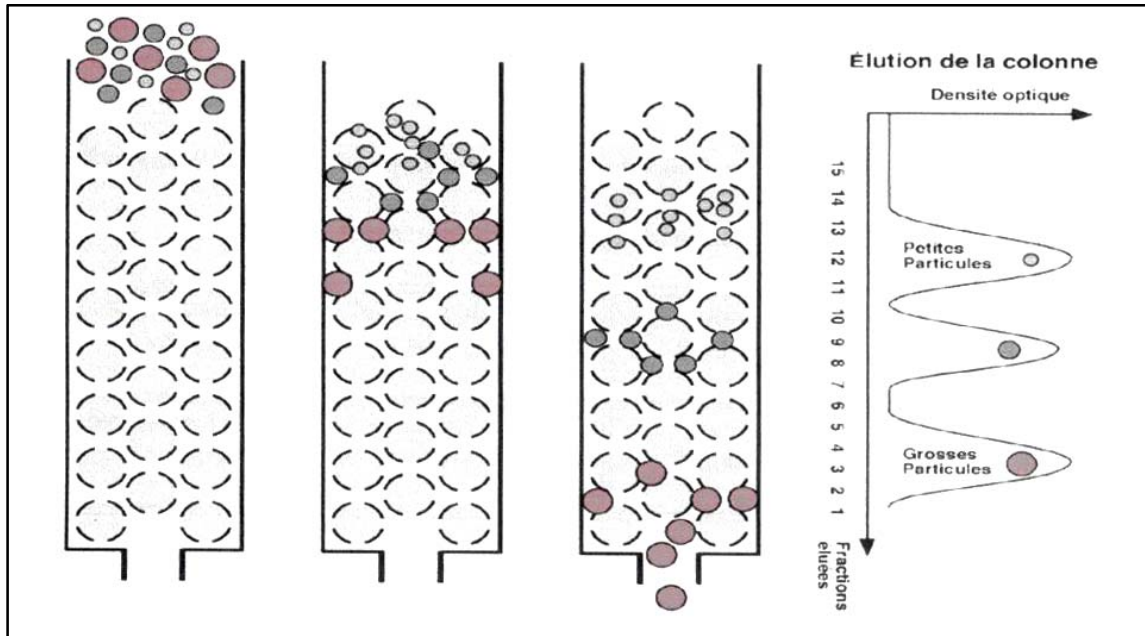 Élution de la colonne
Densité optique
15
14
13
12
11
10
9
8
7
6
5
4
3
2
1
Petites
Particules
Grosses
Particules
Fractions
eluees